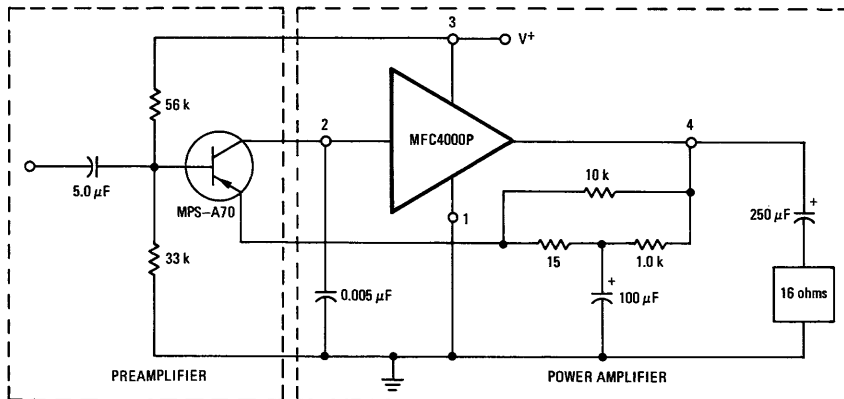 3
V+
56 k
2
MFC4000P
4
10 k
5.0 µF
MPS-A70
1
250 µF
+
33 k
15
1.0 k
0.005 µF
+
100 µF
16 ohms
PREAMPLIFIER
POWER AMPLIFIER